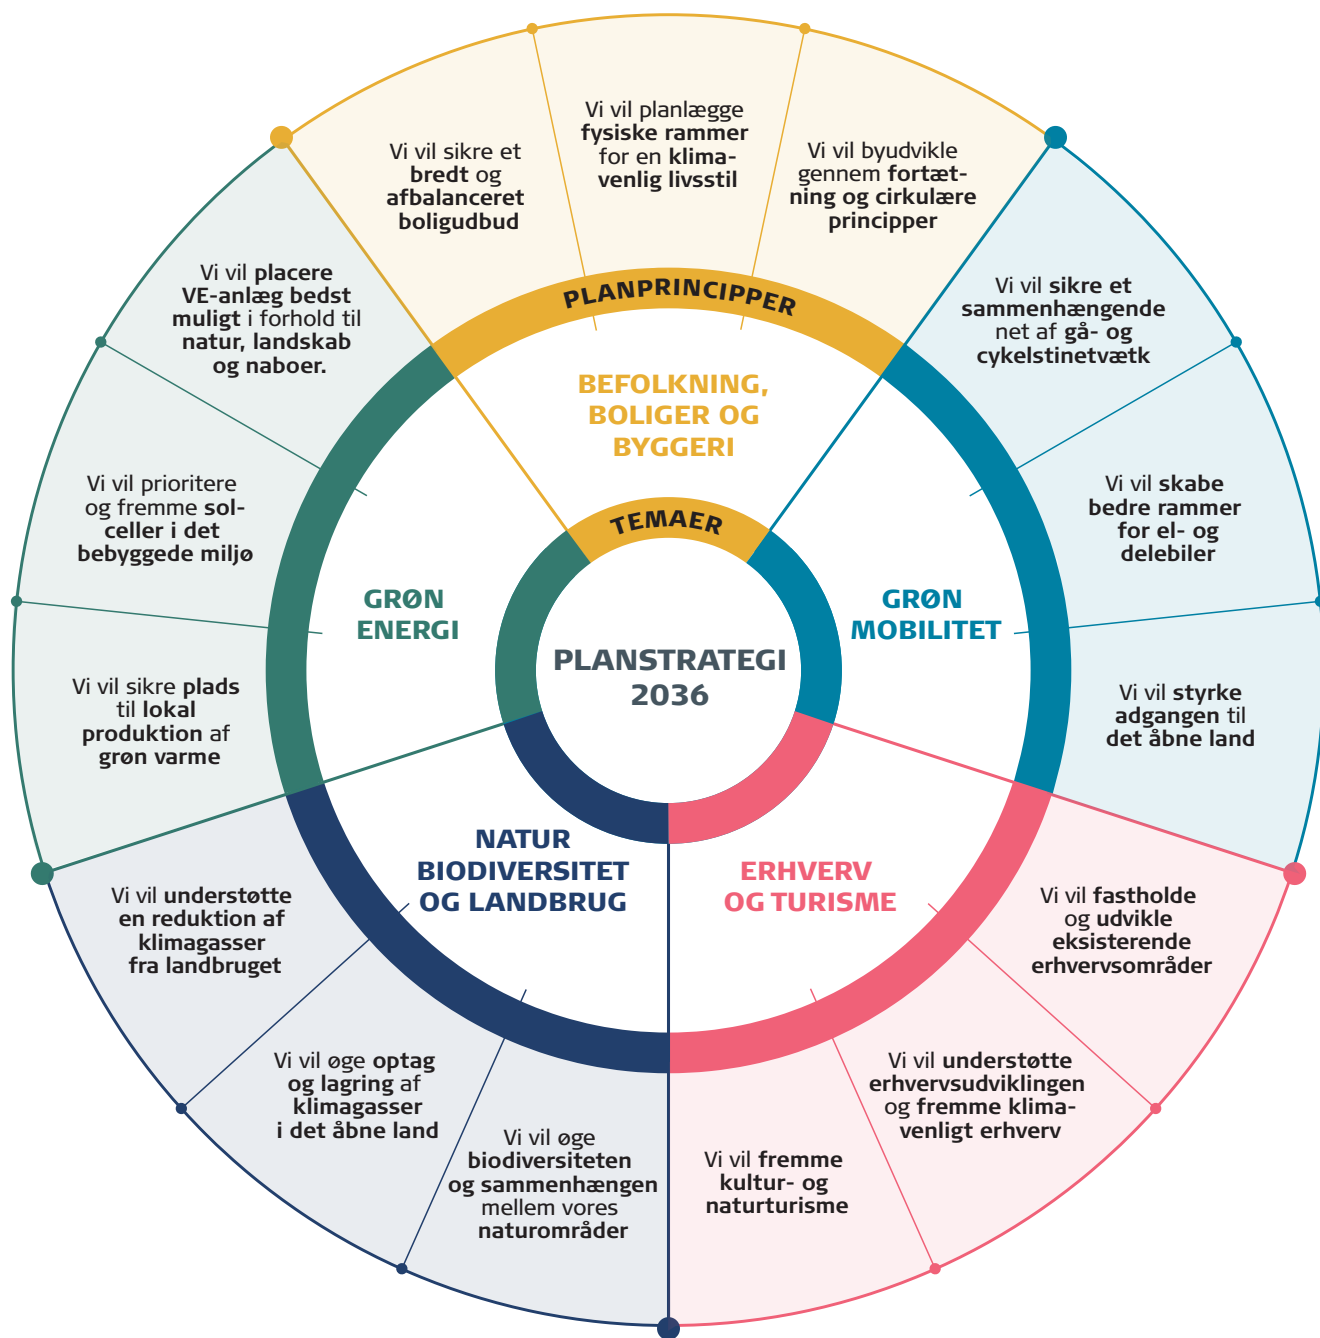 PLANSTRATEGI
2036
TEMAER
PLANPRINCIPPER
BEFOLKNING,
BOLIGER OG
BYGGERI
Vi vil sikre et
bredt og
afbalanceret
boligudbud
Vi vil planlægge
fysiske rammer
for en klima-
venlig livsstil
Vi vil byudvikle
gennem fortæt-
ning og cirkulære
principper
GRØN
MOBILITET
Vi vil sikre et
sammenhængende
net af gå- og
cykelstinetvætk
Vi vil skabe
bedre rammer
for el- og
delebiler
Vi vil styrke
adgangen til
det åbne land
ERHVERV
OG TURISME
Vi vil fastholde
og udvikle
eksisterende
erhvervsområder
Vi vil understøtte
erhvervsudviklingen
og fremme klima-
venligt erhverv
Vi vil fremme
kultur- og
naturturisme
NATUR
BIODIVERSITET
OG LANDBRUG
Vi vil øge
biodiversiteten
og sammenhængen
mellem vores
naturområder
Vi vil øge optag
og lagring af
klimagasser
i det åbne land
Vi vil understøtte
en reduktion af
klimagasser
fra landbruget
GRØN
ENERGI
Vi vil sikre plads
til lokal
produktion af
grøn varme
Vi vil prioritere
og fremme sol-
celler i det
bebyggede miljø
Vi vil placere
VE-anlæg bedst
muligt i forhold til
natur, landskab
og naboer.